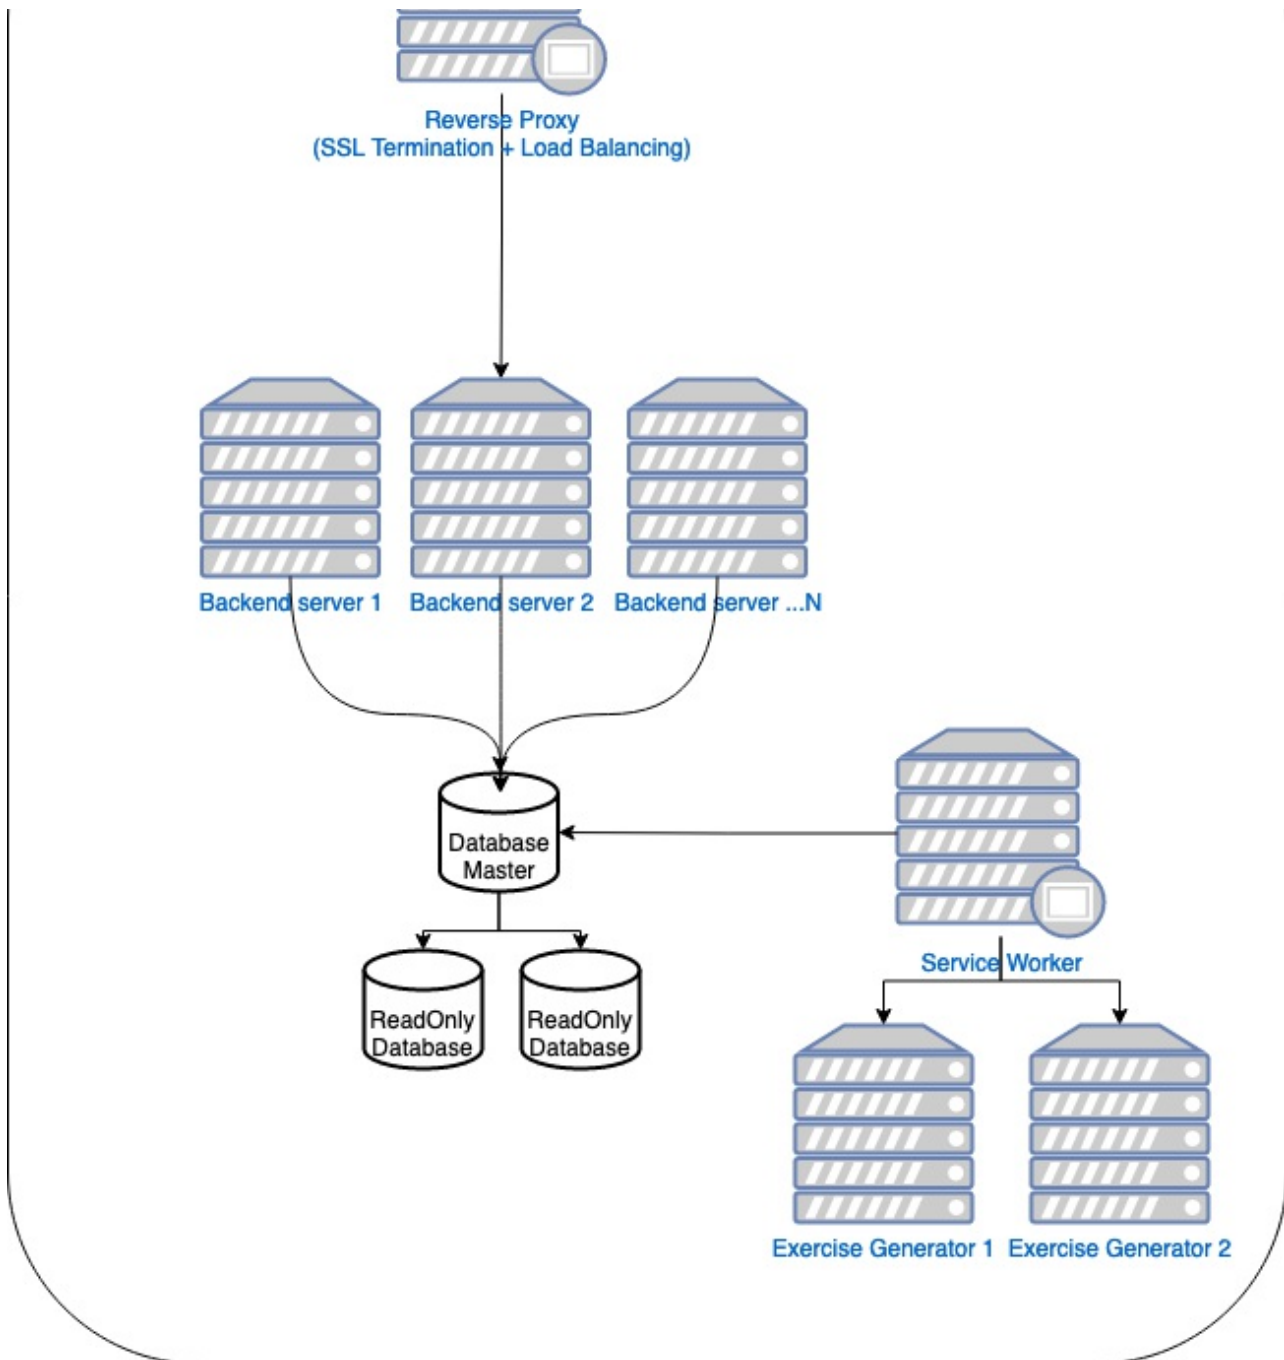 Reverse Proxy
(SSL Termination + Load Balancing)
Backend server 1
Backend server 2
Backend server ...N
Database
Master
Service Worker
ReadOnly
Database
ReadOnly
Database
Exercise Generator 1
Exercise Generator 2